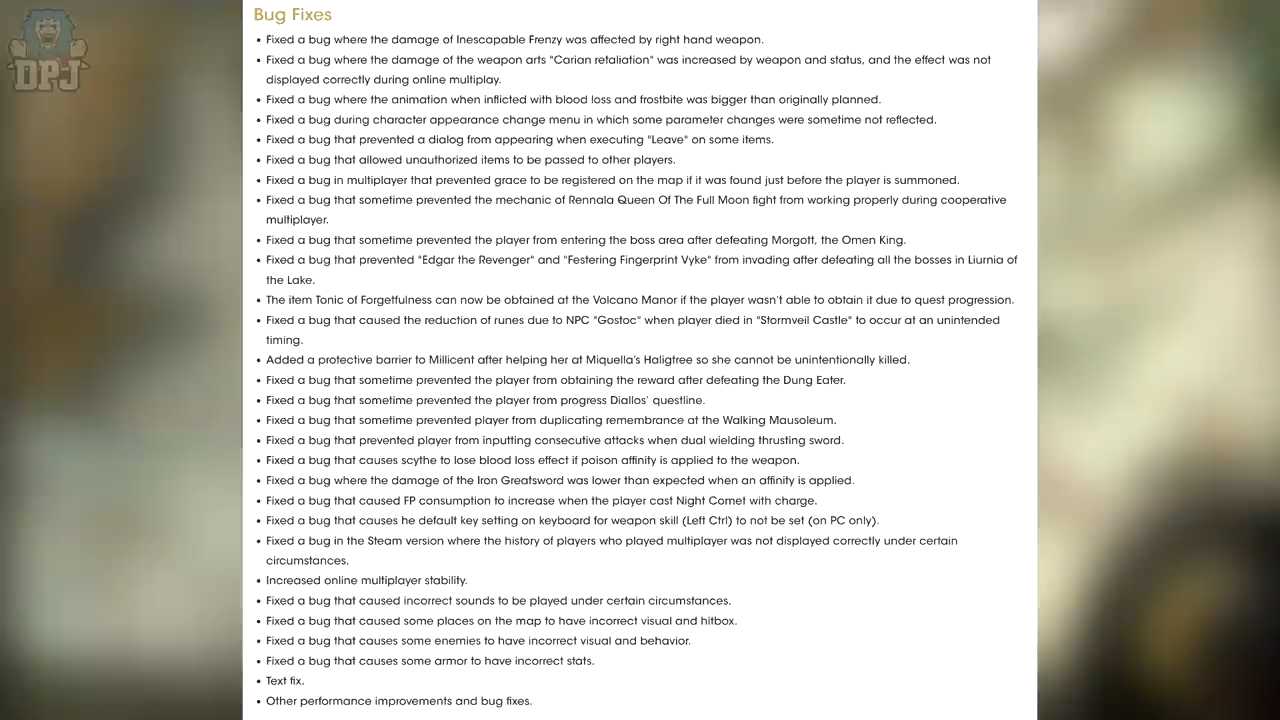 DPJ
Bug Fixes
• Fixed a bug where the damage of Inescapable Frenzy was affected by right hand weapon.
• Fixed a bug where the damage of the weapon arts "Carian retaliation" was increased by weapon and status, and the effect was not
displayed correctly during online multiplay.
• Fixed a bug where the animation when inflicted with blood loss and frostbite was bigger than originally planned.
• Fixed a bug during character appearance change menu in which some parameter changes were sometime not reflected.
• Fixed a bug that prevented a dialog from appearing when executing "Leave" on some items.
• Fixed a bug that allowed unauthorized items to be passed to other players.
• Fixed a bug in multiplayer that prevented grace to be registered on the map if it was found just before the player is summoned.
• Fixed a bug that sometime prevented the mechanic of Rennala Queen Of The Full Moon fight from working properly during cooperative
multiplayer.
• Fixed a bug that sometime prevented the player from entering the boss area after defeating Morgott, the Omen King.
• Fixed a bug that prevented "Edgar the Revenger" and "Festering Fingerprint Vyke" from invading after defeating all the bosses in Liurnia of
the Lake.
• The item Tonic of Forgetfulness can now be obtained at the Volcano Manor if the player wasn't able to obtain it due to quest progression.
• Fixed a bug that caused the reduction of runes due to NPC "Gostoc" when player died in "Stormveil Castle" to occur at an unintended
timing.
• Added a protective barrier to Millicent after helping her at Miquella's Haligtree so she cannot be unintentionally killed.
• Fixed a bug that sometime prevented the player from obtaining the reward after defeating the Dung Eater.
• Fixed a bug that sometime prevented the player from progress Diallos' questline.
• Fixed a bug that sometime prevented player from duplicating remembrance at the Walking Mausoleum.
• Fixed a bug that prevented player from inputting consecutive attacks when dual wielding thrusting sword.
• Fixed a bug that causes scythe to lose blood loss effect if poison affinity is applied to the weapon.
• Fixed a bug where the damage of the Iron Greatsword was lower than expected when an affinity is applied.
• Fixed a bug that caused FP consumption to increase when the player cast Night Comet with charge.
• Fixed a bug that causes he default key setting on keyboard for weapon skill (Left Ctrl) to not be set (on PC only).
• Fixed a bug in the Steam version where the history of players who played multiplayer was not displayed correctly under certain
circumstances.
• Increased online multiplayer stability.
• Fixed a bug that caused incorrect sounds to be played under certain circumstances.
• Fixed a bug that caused some places on the map to have incorrect visual and hitbox.
• Fixed a bug that causes some enemies to have incorrect visual and behavior.
• Fixed a bug that causes some armor to have incorrect stats.
• Text fix.
• Other performance improvements and bug fixes.